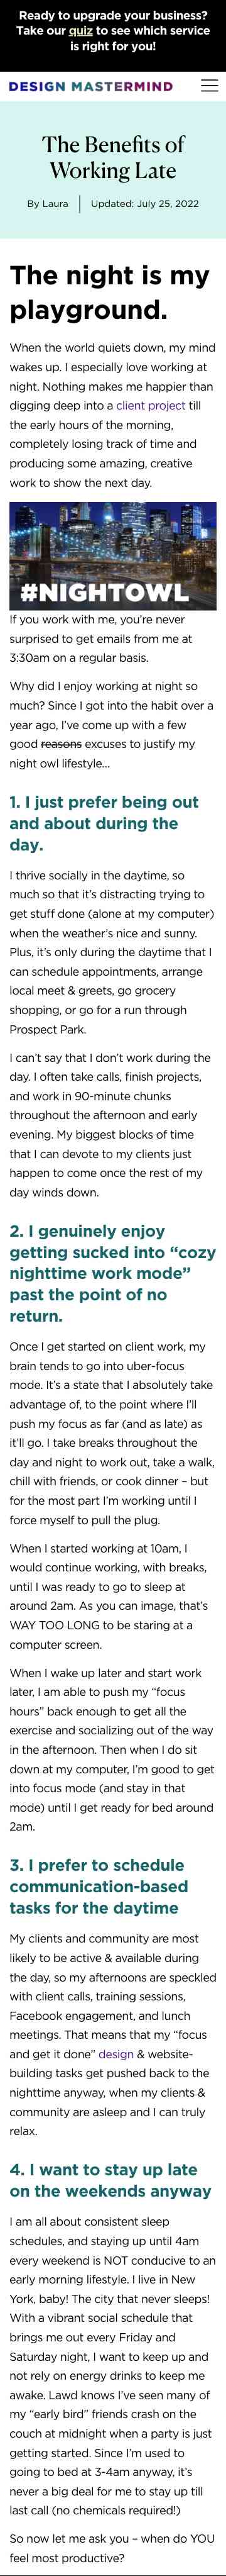 Ready to upgrade your business?
Take our quiz to see which service
is right for you!
DESIGN MASTERMIND
The Benefits of
Working Late
By Laura
Updated: July 25, 2022
The night is my
playground.
When the world quiets down, my mind
wakes up. I especially love working at
night. Nothing makes me happier than
digging deep into a client project till
the early hours of the morning,
completely losing track of time and
producing some amazing, creative
work to show the next day.
#NIGHTOWL
If you work with me, you’re never
surprised to get emails from me at
3:30am on a regular basis.
Why did I enjoy working at night so
much? Since I got into the habit over a
year ago, I’ve come up with a few
good reasons excuses to justify my
night owl lifestyle…
1. I just prefer being out
and about during the
day.
I thrive socially in the daytime, so
much so that it’s distracting trying to
get stuff done (alone at my computer)
when the weather’s nice and sunny.
Plus, it’s only during the daytime that I
can schedule appointments, arrange
local meet & greets, go grocery
shopping, or go for a run through
Prospect Park.
I can’t say that I don’t work during the
day. I often take calls, finish projects,
and work in 90-minute chunks
throughout the afternoon and early
evening. My biggest blocks of time
that I can devote to my clients just
happen to come once the rest of my
day winds down.
2. I genuinely enjoy
getting sucked into “cozy
nighttime work mode”
past the point of no
return.
Once I get started on client work, my
brain tends to go into uber-focus
mode. It’s a state that I absolutely take
advantage of, to the point where I’ll
push my focus as far (and as late) as
it’ll go. I take breaks throughout the
day and night to work out, take a walk,
chill with friends, or cook dinner – but
for the most part I’m working until I
force myself to pull the plug.
When I started working at 10am, I
would continue working, with breaks,
until I was ready to go to sleep at
around 2am. As you can image, that’s
WAY TOO LONG to be staring at a
computer screen.
When I wake up later and start work
later, I am able to push my “focus
hours” back enough to get all the
exercise and socializing out of the way
in the afternoon. Then when I do sit
down at my computer, I’m good to get
into focus mode (and stay in that
mode) until I get ready for bed around
2am.
3. I prefer to schedule
communication-based
tasks for the daytime
My clients and community are most
likely to be active & available during
the day, so my afternoons are speckled
with client calls, training sessions,
Facebook engagement, and lunch
meetings. That means that my “focus
and get it done” design & website-
building tasks get pushed back to the
nighttime anyway, when my clients &
community are asleep and I can truly
relax.
4. I want to stay up late
on the weekends anyway
I am all about consistent sleep
schedules, and staying up until 4am
every weekend is NOT conducive to an
early morning lifestyle. I live in New
York, baby! The city that never sleeps!
With a vibrant social schedule that
brings me out every Friday and
Saturday night, I want to keep up and
not rely on energy drinks to keep me
awake. Lawd knows I’ve seen many of
my “early bird” friends crash on the
couch at midnight when a party is just
getting started. Since I’m used to
going to bed at 3-4am anyway, it’s
never a big deal for me to stay up till
last call (no chemicals required!)
So now let me ask you – when do YOU
feel most productive?